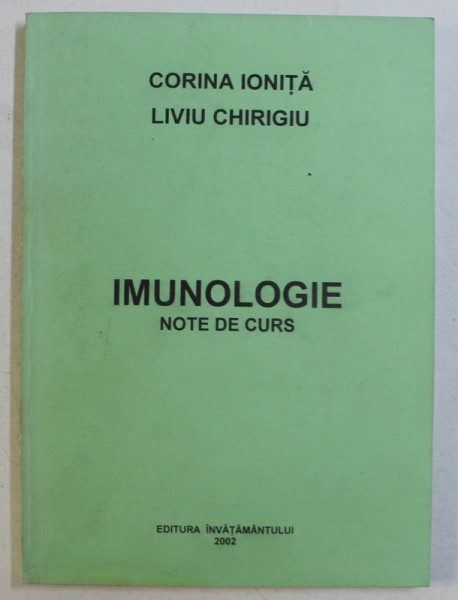 CORINA IONIȚĂ
LIVIU CHIRIGIU
IMUNOLOGIE
NOTE DE CURS
EDITURA ÎNVĂȚĂMÂNTULUI
2002